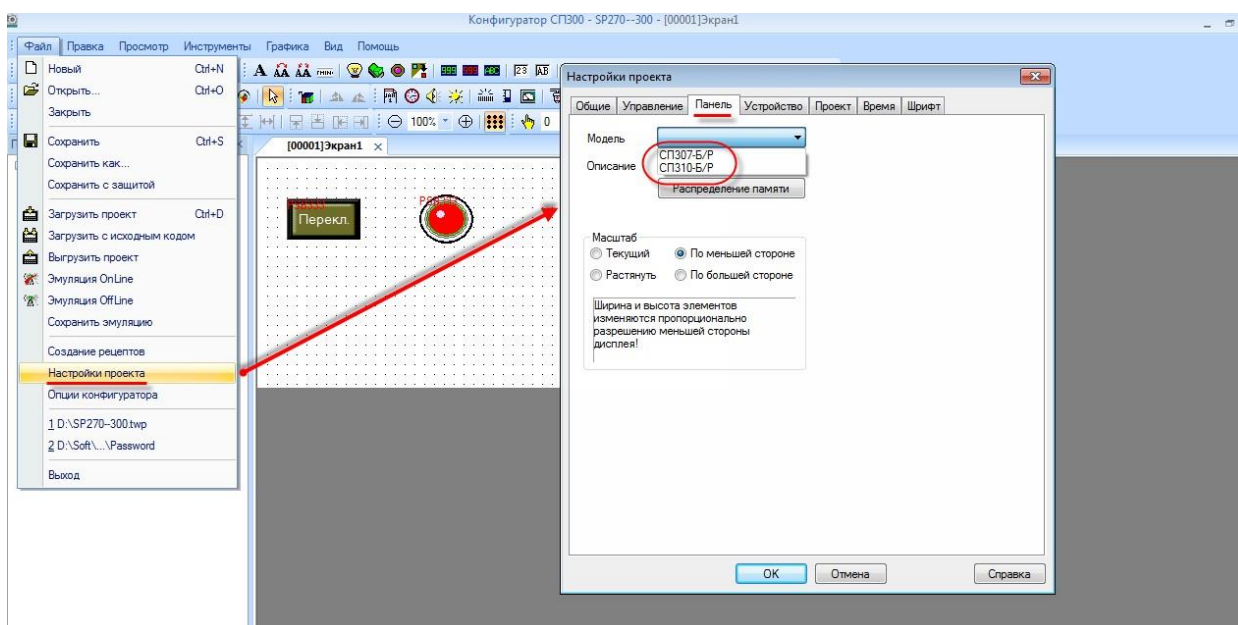 Конфигуратор СП300 - SP270--300 - [00001]Экран1
Файл Правка Просмотр Инструменты Графика Вид Помощь
Новый Ctrl+N
Открыть... Ctrl+O
Закрыть
Сохранить Ctrl+S
Сохранить как...
Сохранить с защитой
Загрузить проект Ctrl+D
Загрузить с исходным кодом
Выгрузить проект
Эмуляция OnLine
Эмуляция OffLine
Сохранить эмуляцию
Создание рецептов
Настройки проекта
Опции конфигуратора
1 D:\SP270--300.twp
2 D:\Soft\...\Password
Выход
100% 0
[00001]Экран1
Перекл.
Настройки проекта
Общие Управление Панель Устройство Проект Время Шрифт
Модель
СП307-Б/Р
Описание СП310-Б/Р
Распределение памяти
Масштаб
Текущий По меньшей стороне
Растянуть По большей стороне
Ширина и высота элементов
изменяются пропорционально
разрешению меньшей стороны
дисплея!
OK Отмена Справка